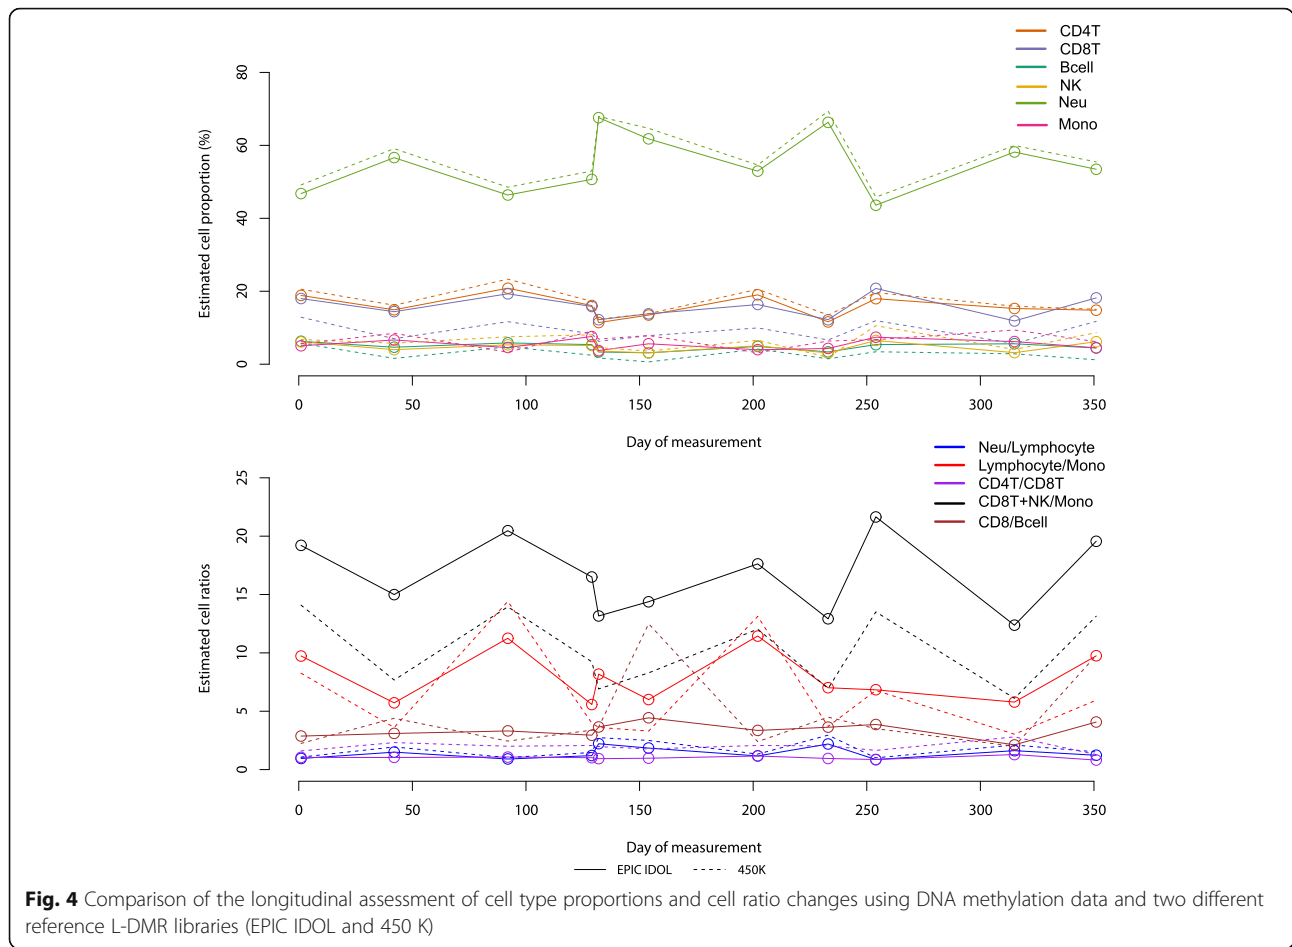 CD4T
CD8T
Bcell
NK
Neu
Mono
Estimated cell proportion (%)
80
60
40
20
0
0 50 100 150 200 250 300 350
Day of measurement
Neu/Lymphocyte
Lymphocyte/Mono
CD4T/CD8T
CD8T+NK/Mono
CD8/Bcell
Estimated cell ratios
25
20
15
10
5
0
0 50 100 150 200 250 300 350
Day of measurement
EPIC IDOL 450K
Fig. 4 Comparison of the longitudinal assessment of cell type proportions and cell ratio changes using DNA methylation data and two different
reference L-DMR libraries (EPIC IDOL and 450 K)